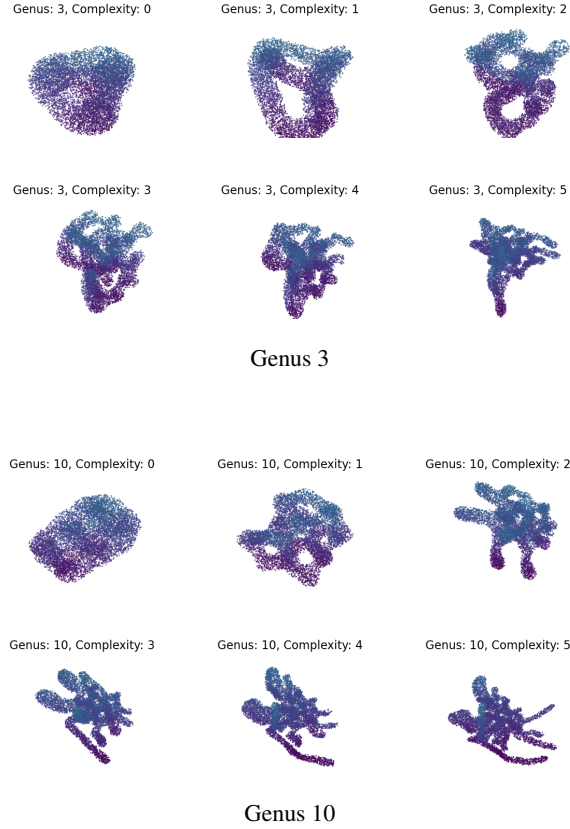 Genus: 3, Complexity: 0
Genus: 3, Complexity: 1
Genus: 3, Complexity: 2
Genus: 3, Complexity: 3
Genus: 3, Complexity: 4
Genus: 3, Complexity: 5
Genus 3
Genus: 10, Complexity: 0
Genus: 10, Complexity: 1
Genus: 10, Complexity: 2
Genus: 10, Complexity: 3
Genus: 10, Complexity: 4
Genus: 10, Complexity: 5
Genus 10